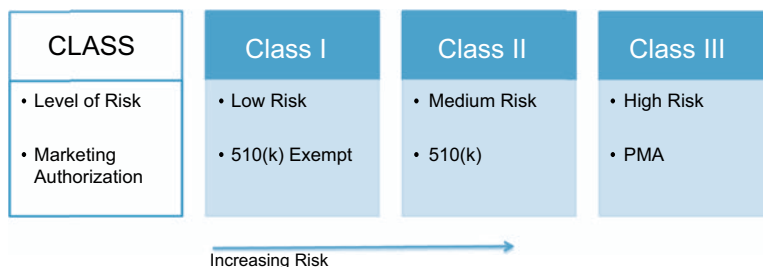 CLASS
• Level of Risk
• Marketing
Authorization
Class I
• Low Risk
• 510(k) Exempt
Class II
• Medium Risk
• 510(k)
Class III
• High Risk
• PMA
Increasing Risk